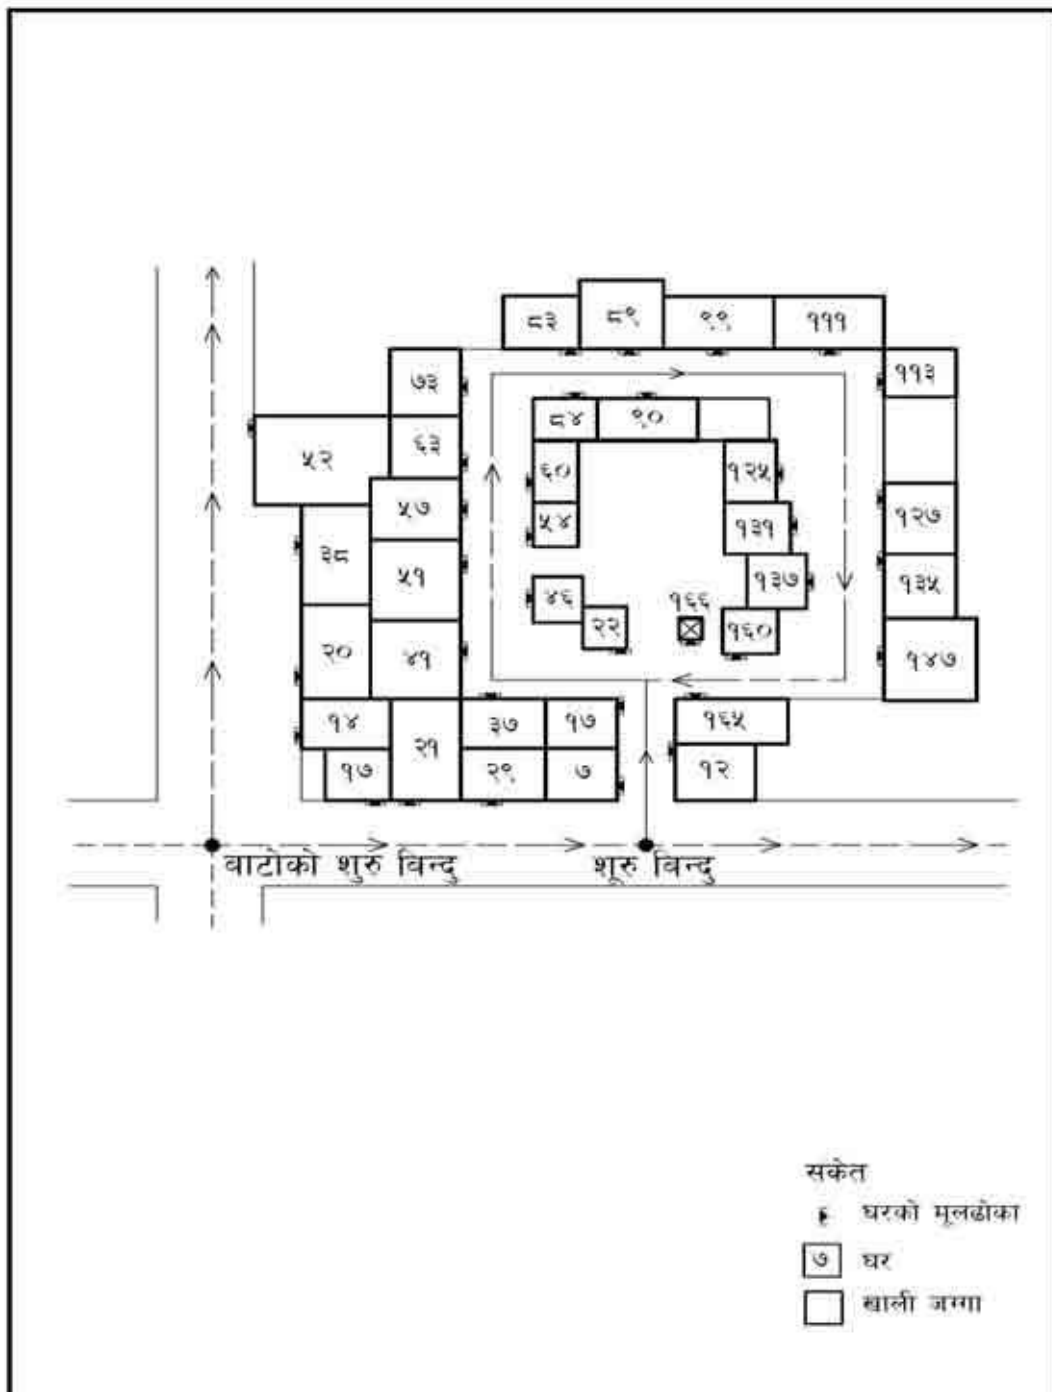 ८३ ८९ ९९ १११
७३ ११३
८४ ९०
५२ ६३ ६० १२५
५७ ५४ १२७
३८ १३१
५१ १३७ १३५
४६ १६६
२२ १६०
२० ४१ १४७
१४ २१ ३७ १७ १६५
१७ २९ ७ १२
बाटोको शुरु विन्दु शूरु विन्दु
सकेत
घरको मूलढोका
७ घर
खाली जग्गा